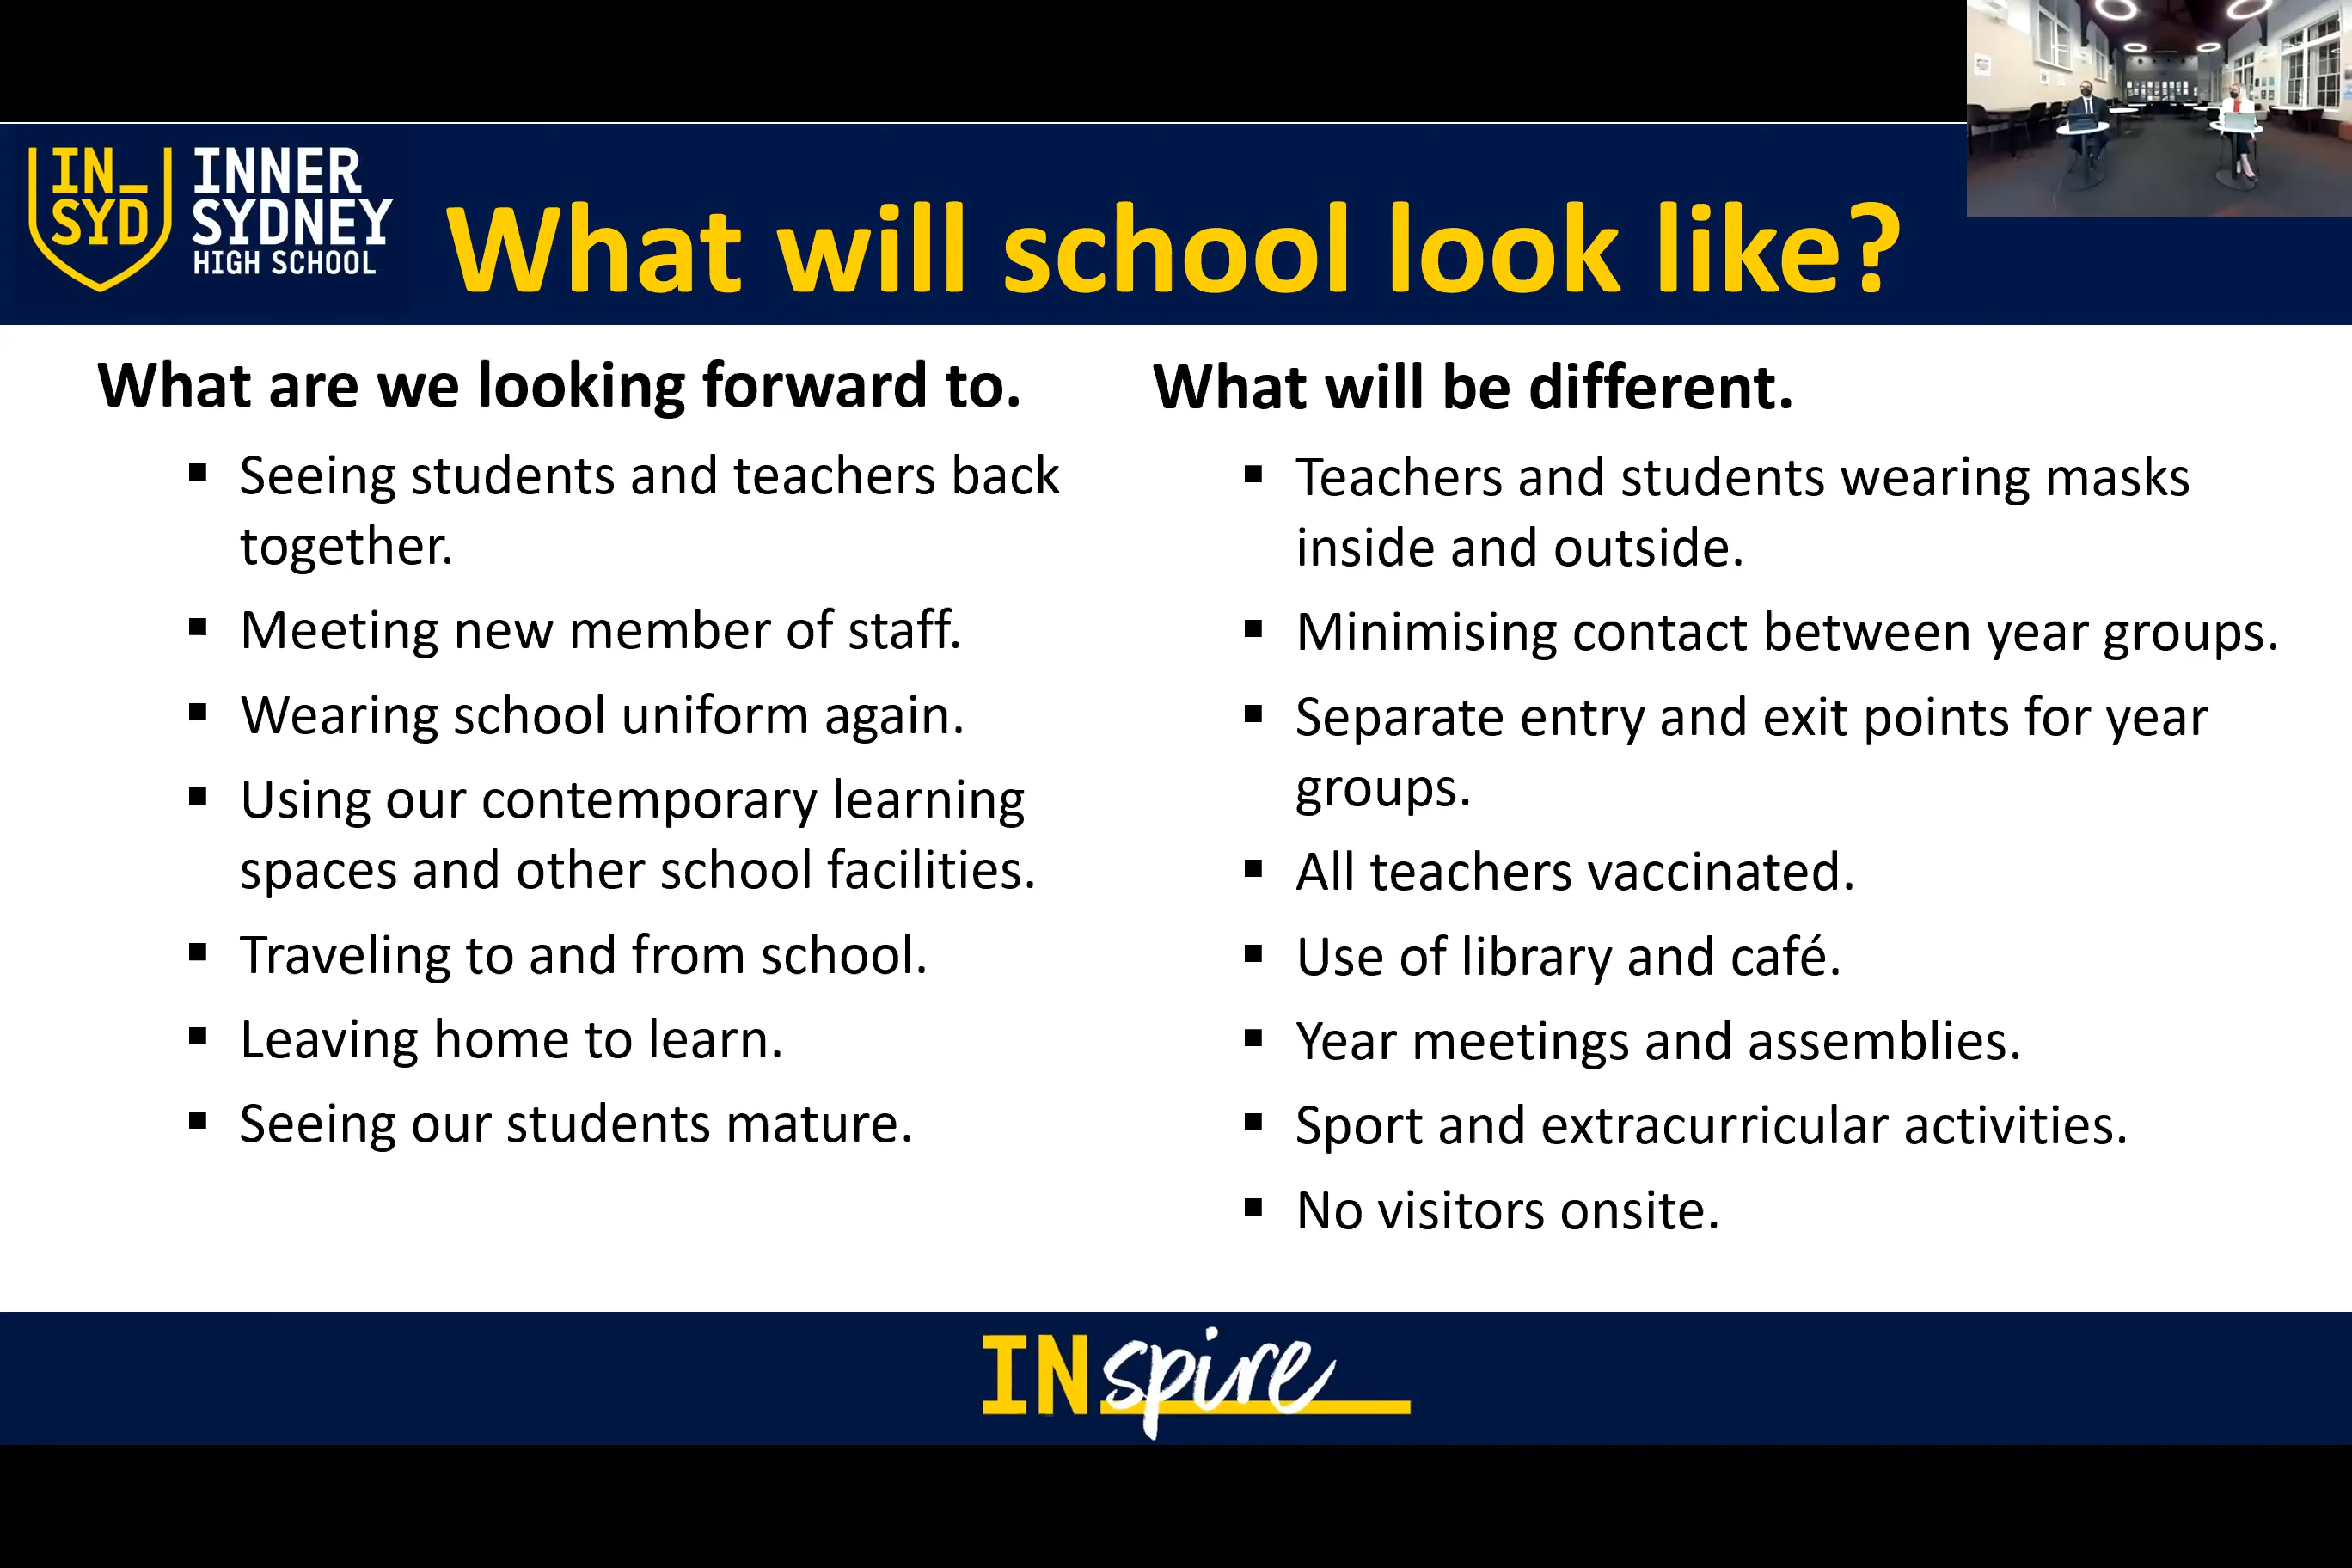 IN_
SYD
INNER
SYDNEY
HIGH SCHOOL
What will school look like?
What are we looking forward to.
▪ Seeing students and teachers back
together.
▪ Meeting new member of staff.
▪ Wearing school uniform again.
▪ Using our contemporary learning
spaces and other school facilities.
▪ Traveling to and from school.
▪ Leaving home to learn.
▪ Seeing our students mature.
What will be different.
▪ Teachers and students wearing masks
inside and outside.
▪ Minimising contact between year groups.
▪ Separate entry and exit points for year
groups.
▪ All teachers vaccinated.
▪ Use of library and café.
▪ Year meetings and assemblies.
▪ Sport and extracurricular activities.
▪ No visitors onsite.
INspire